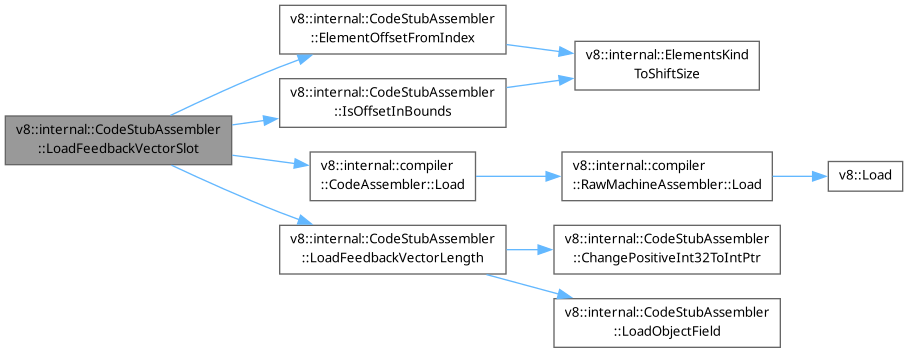 v8::internal::CodeStubAssembler
::LoadFeedbackVectorSlot
v8::internal::CodeStubAssembler
::ElementOffsetFromIndex
v8::internal::ElementsKind
ToShiftSize
v8::internal::CodeStubAssembler
::IsOffsetInBounds
v8::internal::compiler
::CodeAssembler::Load
v8::internal::compiler
::RawMachineAssembler::Load
v8::Load
v8::internal::CodeStubAssembler
::LoadFeedbackVectorLength
v8::internal::CodeStubAssembler
::ChangePositiveInt32ToIntPtr
v8::internal::CodeStubAssembler
::LoadObjectField